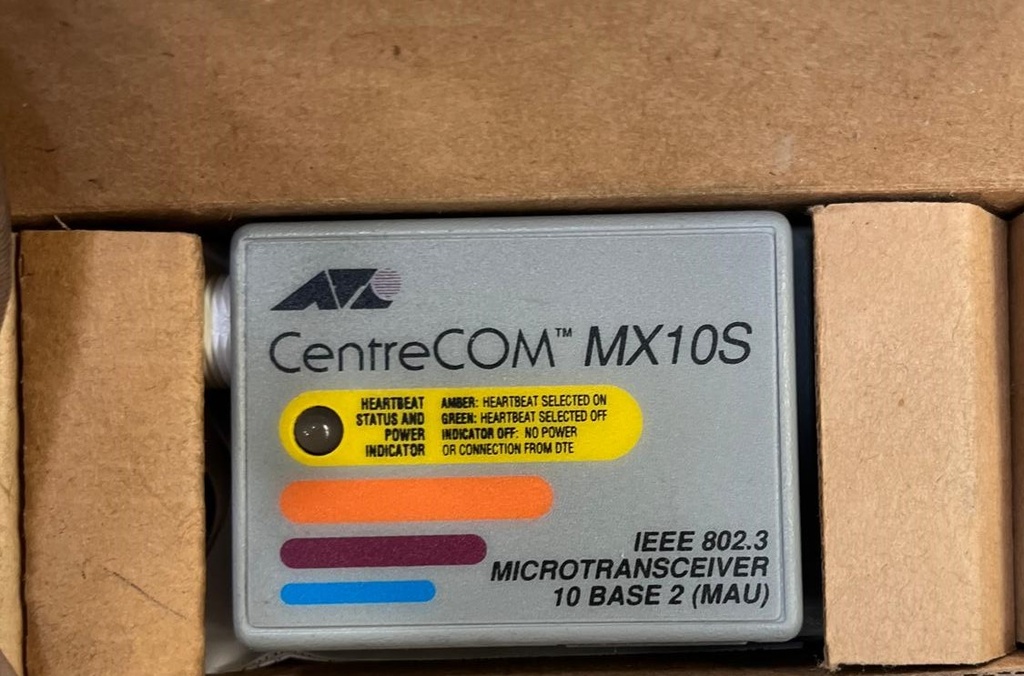 ATI
CentreCOM™ MX10S
HEARTBEAT
STATUS AND
POWER
INDICATOR
AMBER: HEARTBEAT SELECTED ON
GREEN: HEARTBEAT SELECTED OFF
INDICATOR OFF: NO POWER
OR CONNECTION FROM DTE
IEEE 802.3
MICROTRANSCEIVER
10 BASE 2 (MAU)